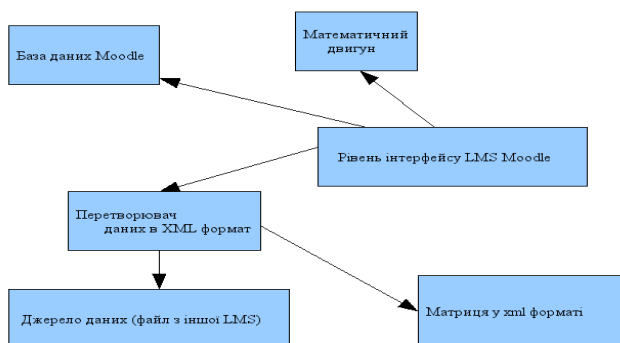 Математичний
двигун
База даних Moodle
Рівень інтерфейсу LMS Moodle
Перетворювач
даних в XML формат
Джерело даних (файл з іншої LMS)
Матриця у xml форматі